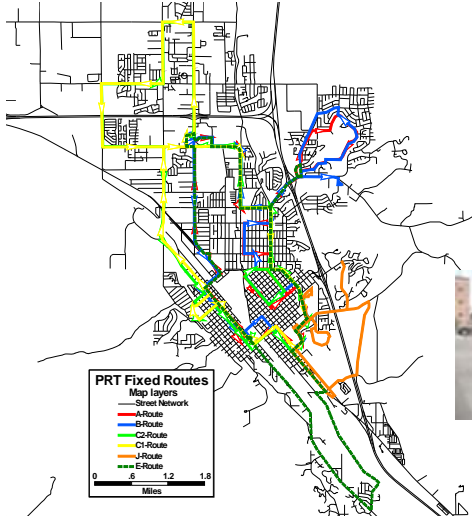 PRT Fixed Routes
Map layers
Street Network
A-Route
B-Route
C2-Route
C1-Route
J-Route
E-Route
0 .6 1.2 1.8
Miles